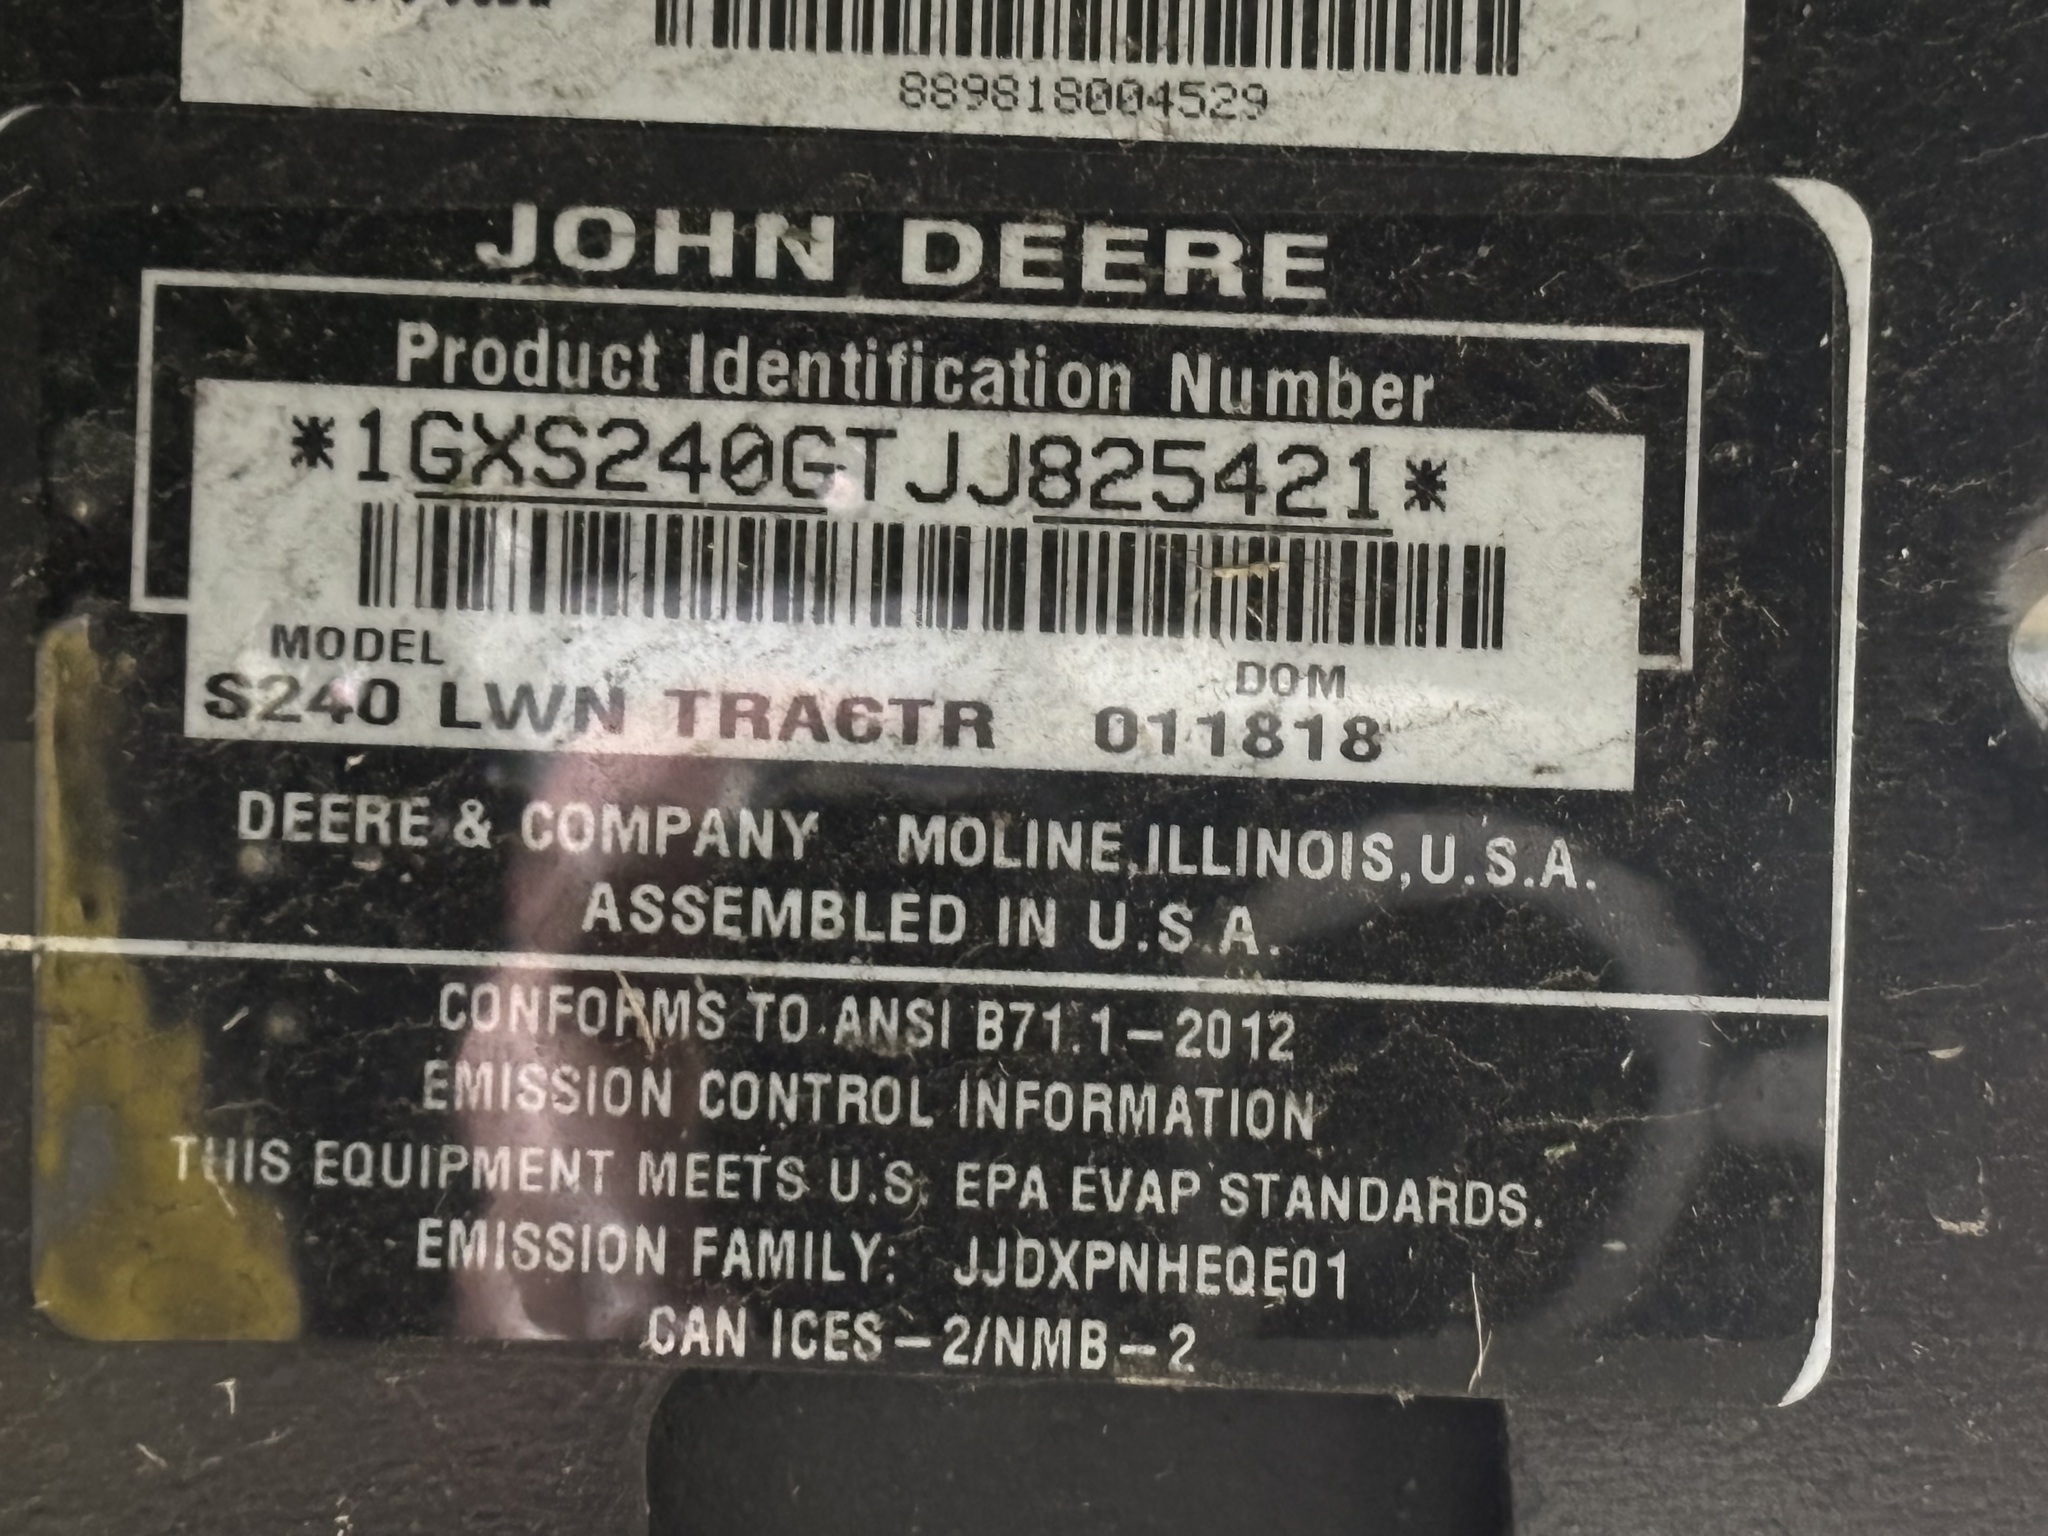 889818004529
JOHN DEERE
Product Identification Number
*1GXS240GTJJ825421*
MODEL DOM
S240 LWN TRACTR 011818
DEERE & COMPANY MOLINE, ILLINOIS, U.S.A.
ASSEMBLED IN U.S.A.
CONFORMS TO ANSI B71.1-2012
EMISSION CONTROL INFORMATION
THIS EQUIPMENT MEETS U.S. EPA EVAP STANDARDS.
EMISSION FAMILY: JJDXPNHEQE01
CAN ICES-2/NMB-2